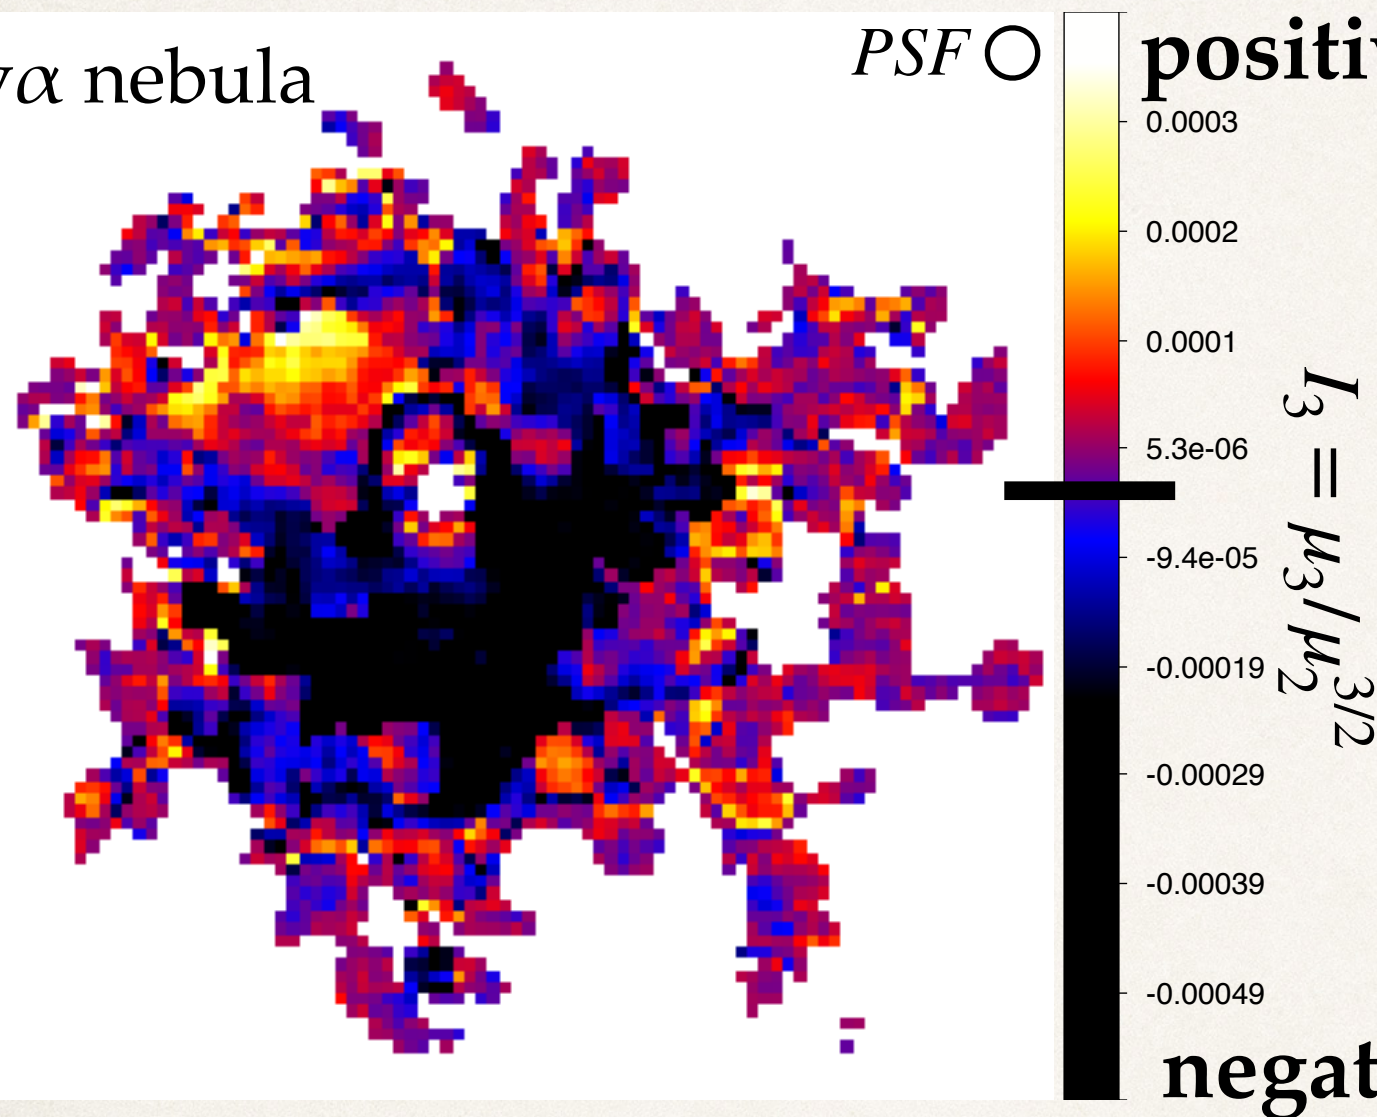 yα nebula
PSF
positiv
0.0003
0.0002
0.0001
5.3e-06
-9.4e-05
-0.00019
-0.00029
-0.00039
-0.00049
negat
I₃ = μ₃/μ₂^{3/2}